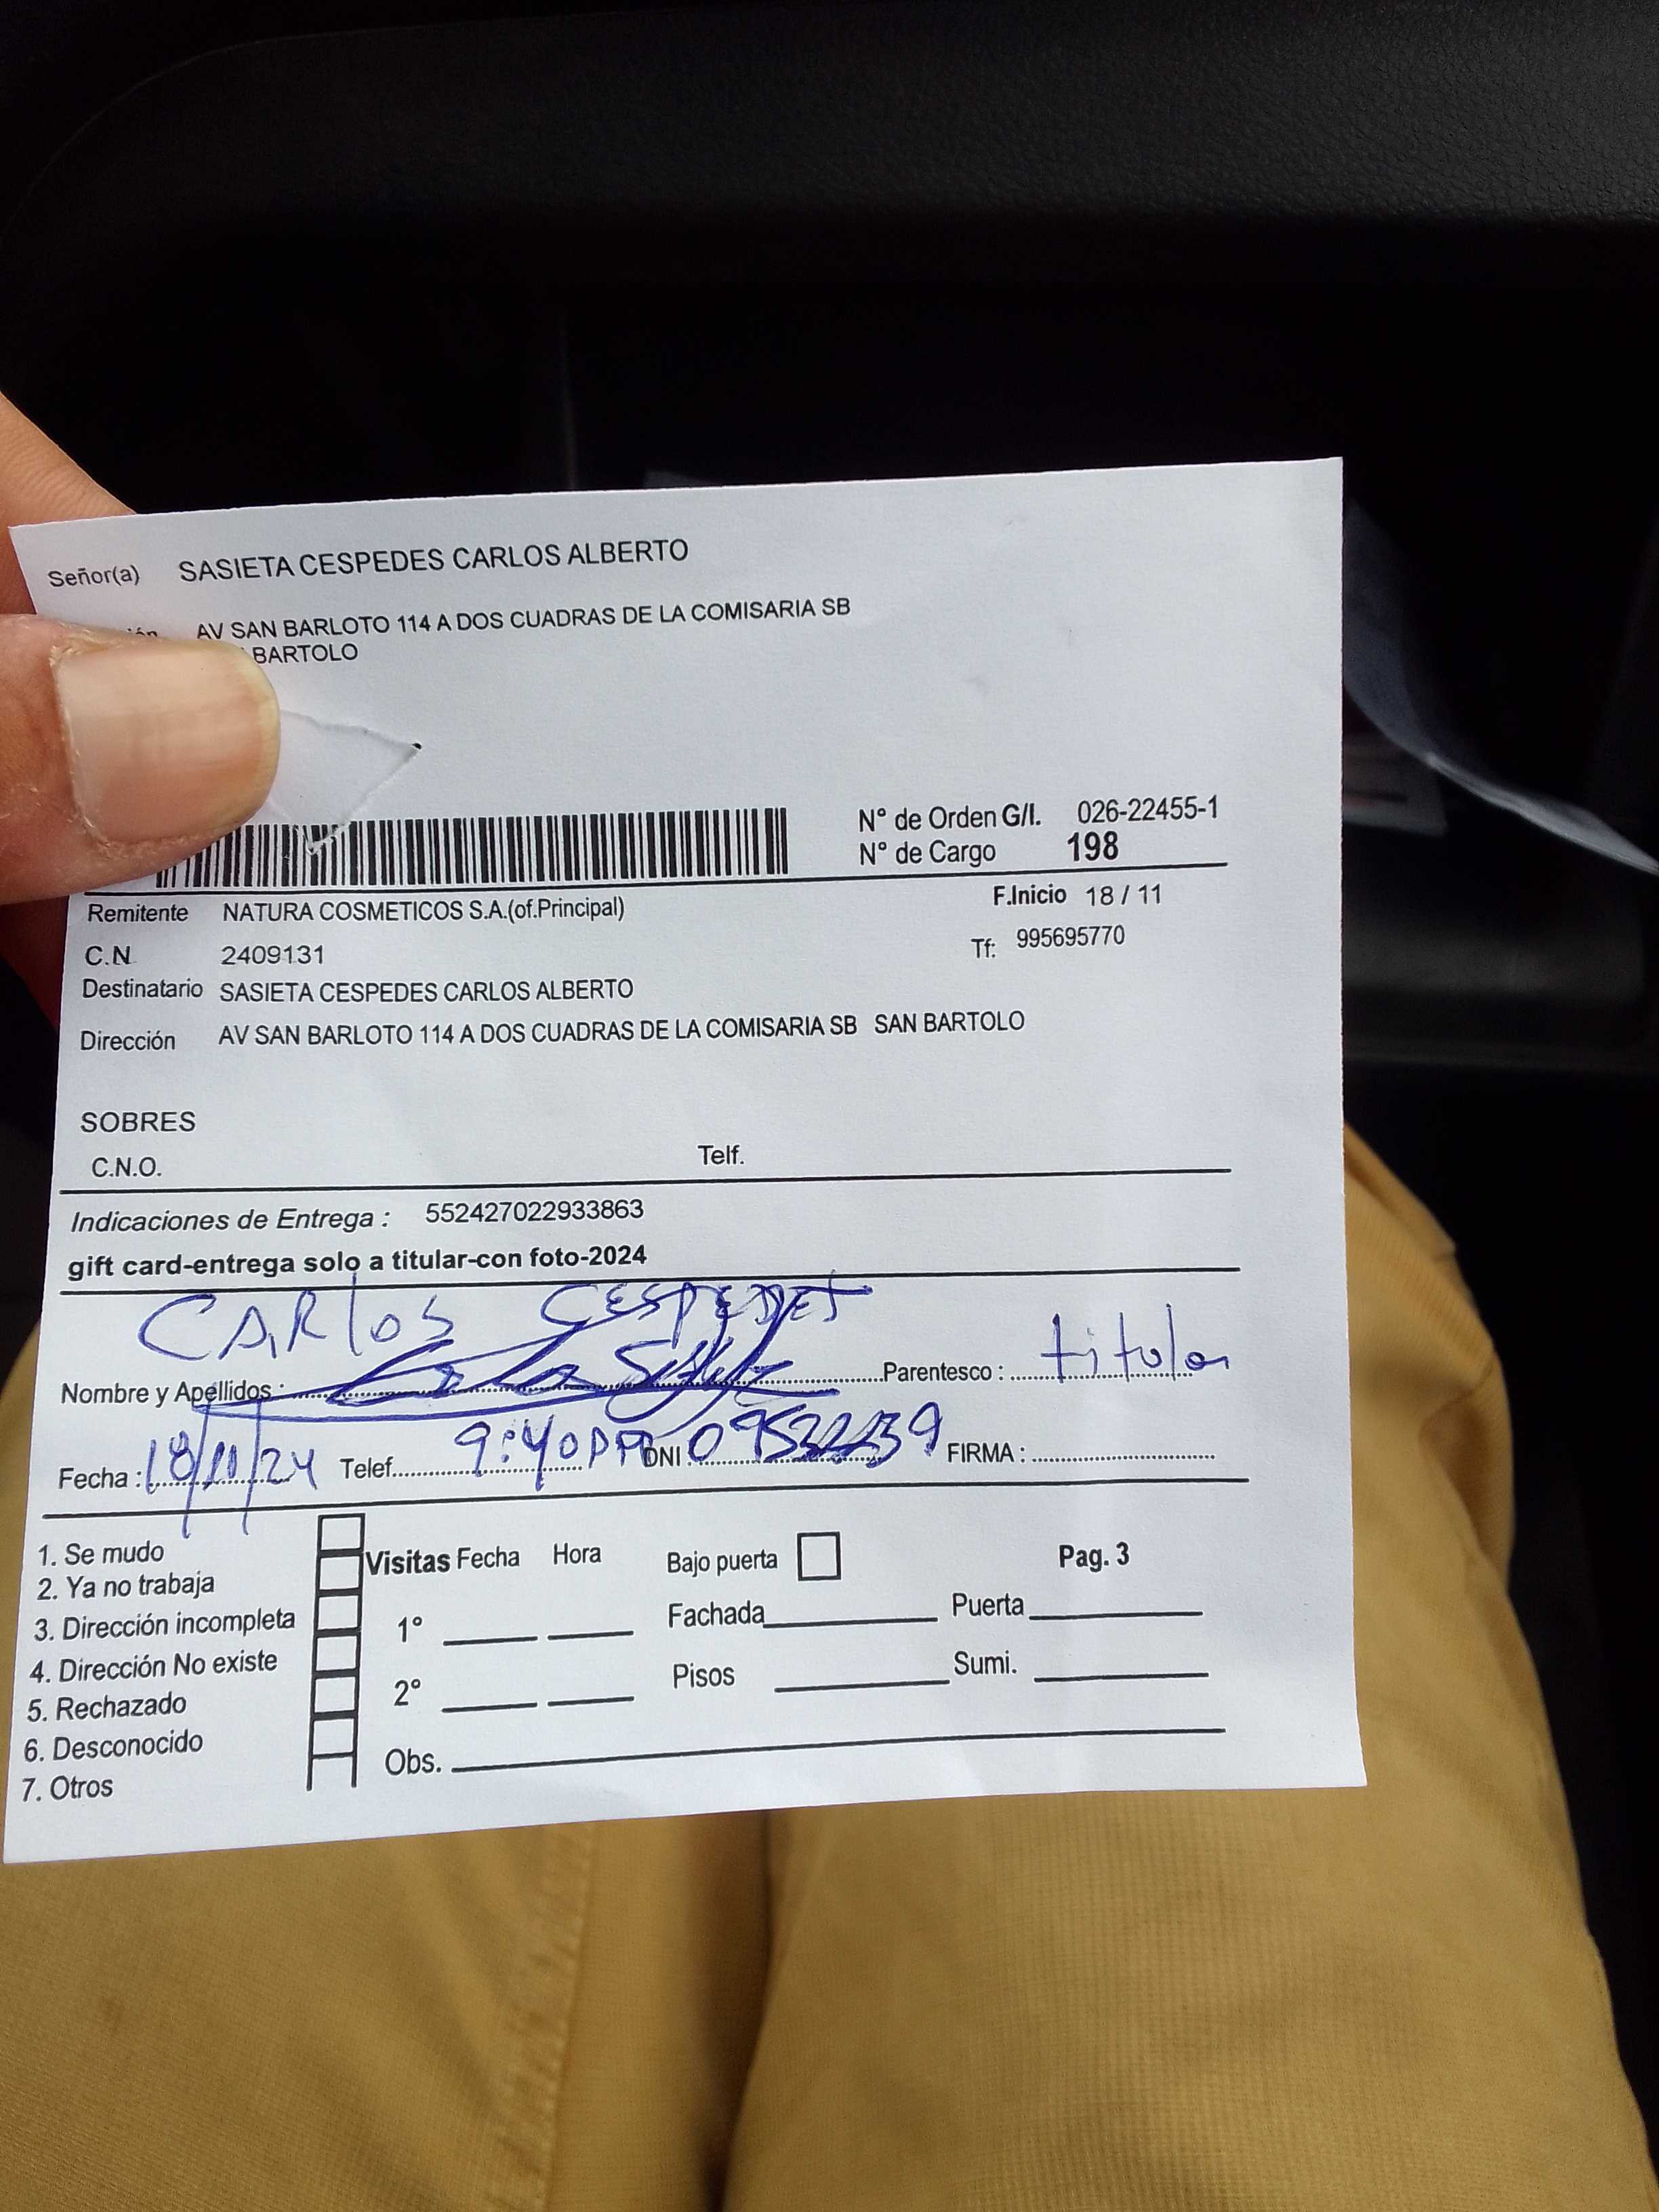 Señor(a) SASIETA CESPEDES CARLOS ALBERTO
AV SAN BARLOTO 114 A DOS CUADRAS DE LA COMISARIA SB
BARTOLO
N° de Orden G/I. 026-22455-1
N° de Cargo 198
Remitente NATURA COSMETICOS S.A.(of.Principal) F.Inicio 18 / 11
C.N 2409131 Tf: 995695770
Destinatario SASIETA CESPEDES CARLOS ALBERTO
Dirección AV SAN BARLOTO 114 A DOS CUADRAS DE LA COMISARIA SB SAN BARTOLO
SOBRES
C.N.O. Telf.
Indicaciones de Entrega : 552427022933863
gift card-entrega solo a titular-con foto-2024
CARlos CESPEDES
Nombre y Apellidos : Parentesco : titular
Fecha : 18/11/24 Telef. 9:40 DNI FIRMA :
1. Se mudo
2. Ya no trabaja
3. Dirección incompleta
4. Dirección No existe
5. Rechazado
6. Desconocido
7. Otros
Visitas Fecha Hora Bajo puerta Pag. 3
1° Fachada Puerta
2° Pisos Sumi.
Obs.